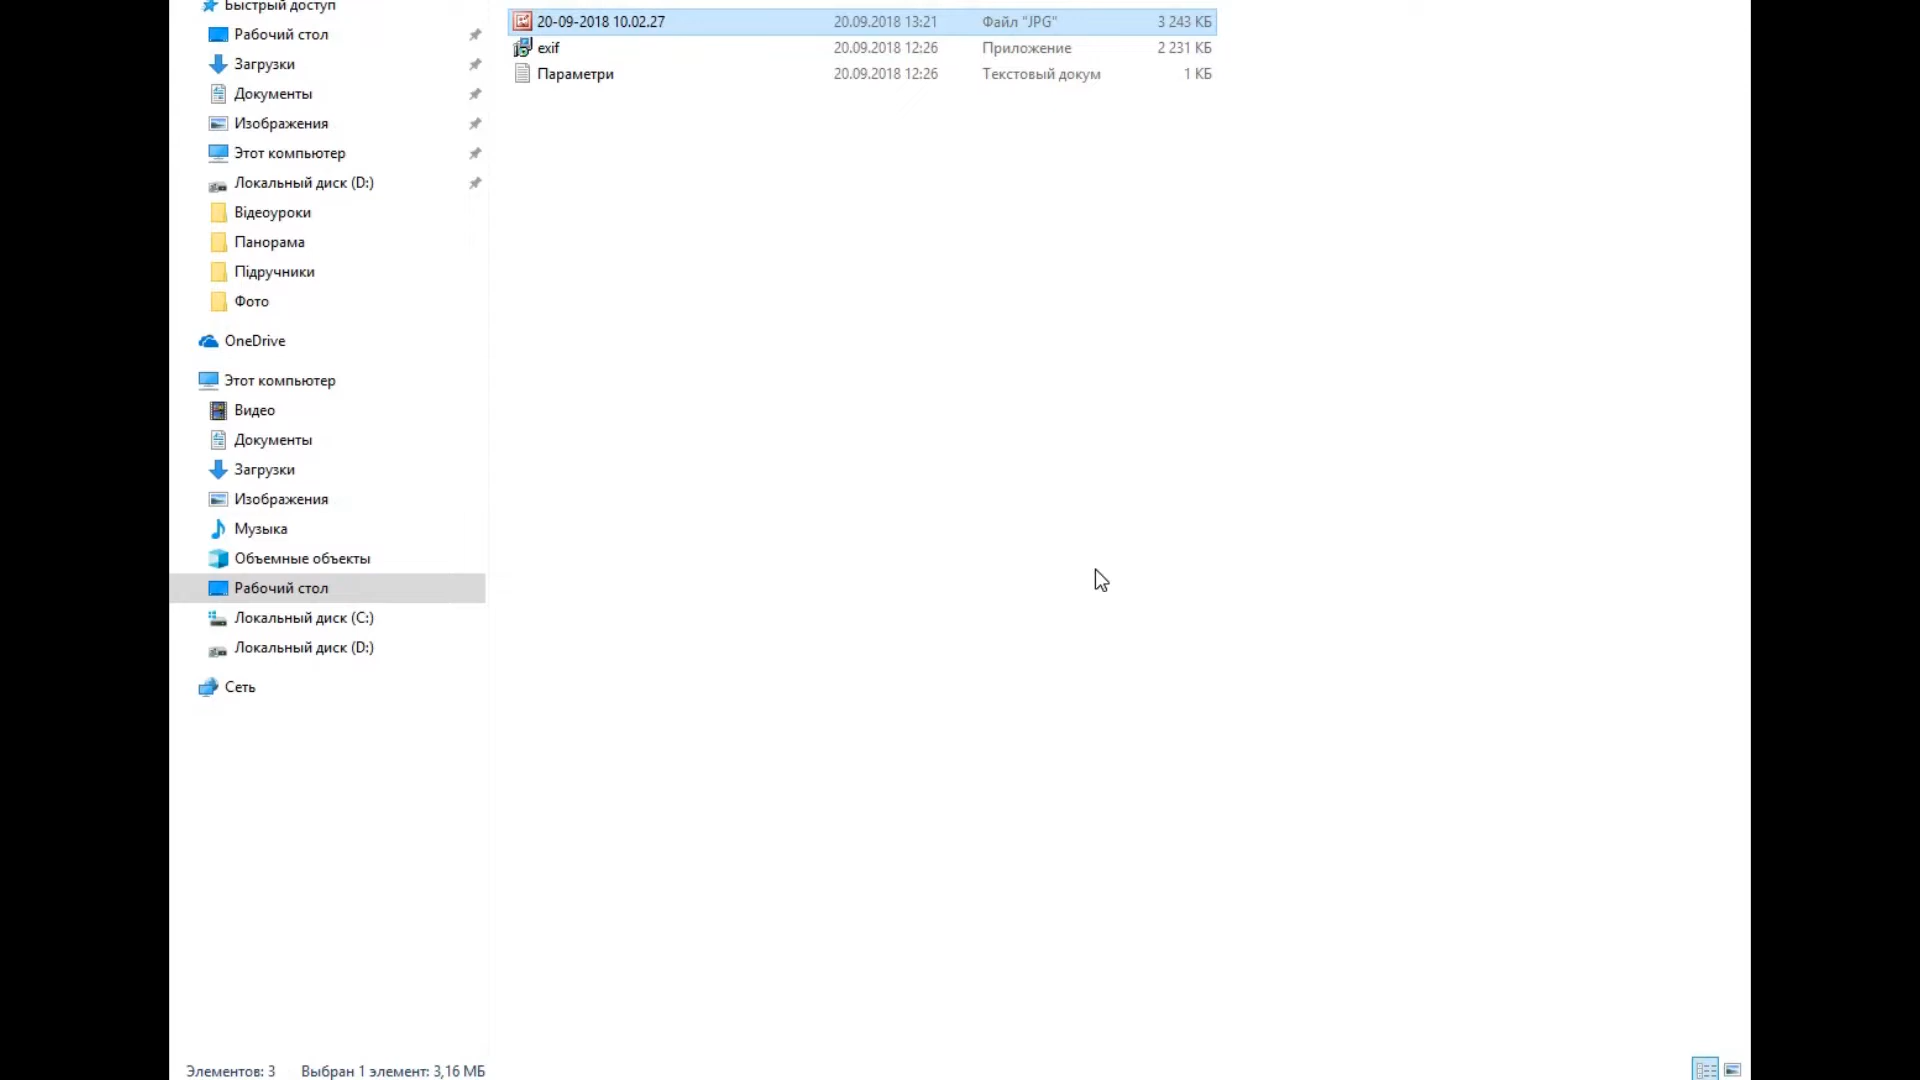 Быстрый доступ
Рабочий стол
Загрузки
Документы
Изображения
Этот компьютер
Локальный диск (D:)
Відеоуроки
Панорама
Підручники
Фото
OneDrive
Этот компьютер
Видео
Документы
Загрузки
Изображения
Музыка
Объемные объекты
Рабочий стол
Локальный диск (C:)
Локальный диск (D:)
Сеть
20-09-2018 10.02.27 20.09.2018 13:21 Файл "JPG" 3 243 КБ
exif 20.09.2018 12:26 Приложение 2 231 КБ
Параметри 20.09.2018 12:26 Текстовый докум 1 КБ
Элементов: 3 Выбран 1 элемент: 3,16 МБ